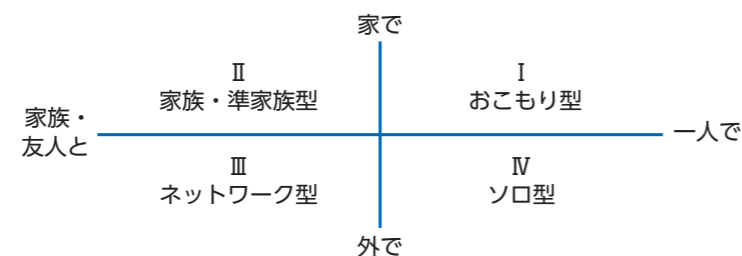 家で
Ⅱ
家族・準家族型
Ⅰ
おこもり型
家族・
友人と
一人で
Ⅲ
ネットワーク型
Ⅳ
ソロ型
外で